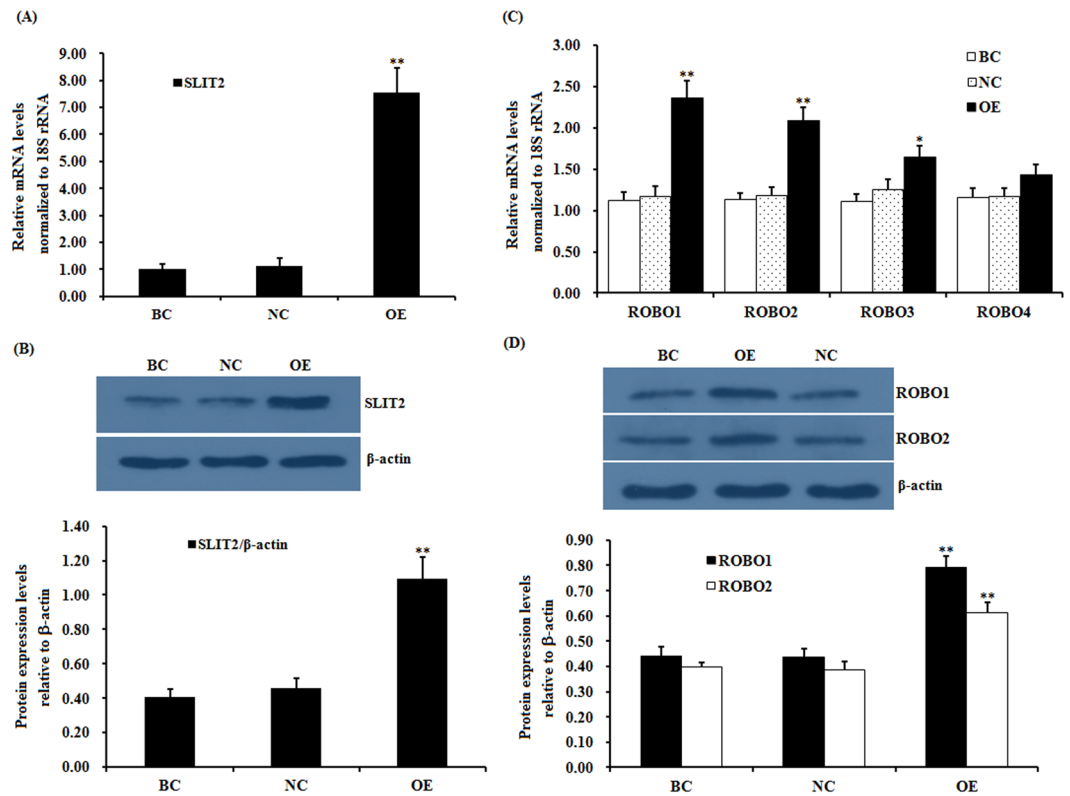 (A)
Relative mRNA levels
normalized to 18S rRNA
9.00
8.00
7.00
6.00
5.00
4.00
3.00
2.00
1.00
0.00
SLIT2
**
BC NC OE
(C)
Relative mRNA levels
normalized to 18S rRNA
3.00
2.50
2.00
1.50
1.00
0.50
0.00
BC
NC
OE
**
**
*
ROBO1 ROBO2 ROBO3 ROBO4
(B)
BC NC OE
SLIT2
β-actin
Protein expression levels
relative to β-actin
1.40
1.20
1.00
0.80
0.60
0.40
0.20
0.00
SLIT2/β-actin
**
BC NC OE
(D)
BC OE NC
ROBO1
ROBO2
β-actin
Protein expression levels
relative to β-actin
0.90
0.80
0.70
0.60
0.50
0.40
0.30
0.20
0.10
0.00
ROBO1
ROBO2
**
**
BC NC OE